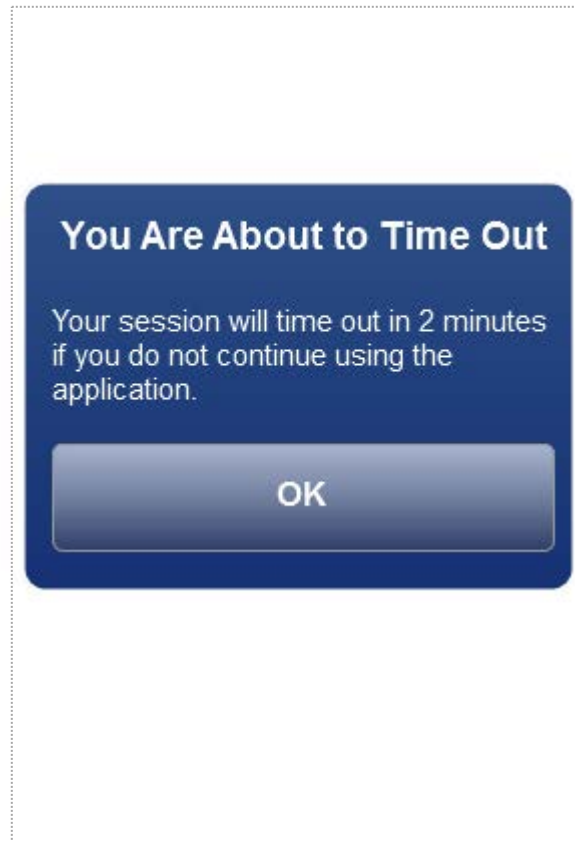 You Are About to Time Out
Your session will time out in 2 minutes
if you do not continue using the
application.
OK